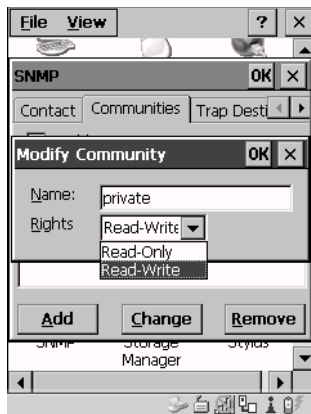 File View ? ×
SNMP OK ×
Contact Communities Trap Desti
Modify Community OK ×
Name: private
Rights Read-Write
Read-Only
Read-Write
Add Change Remove
SNMP Storage Stylus
Manager